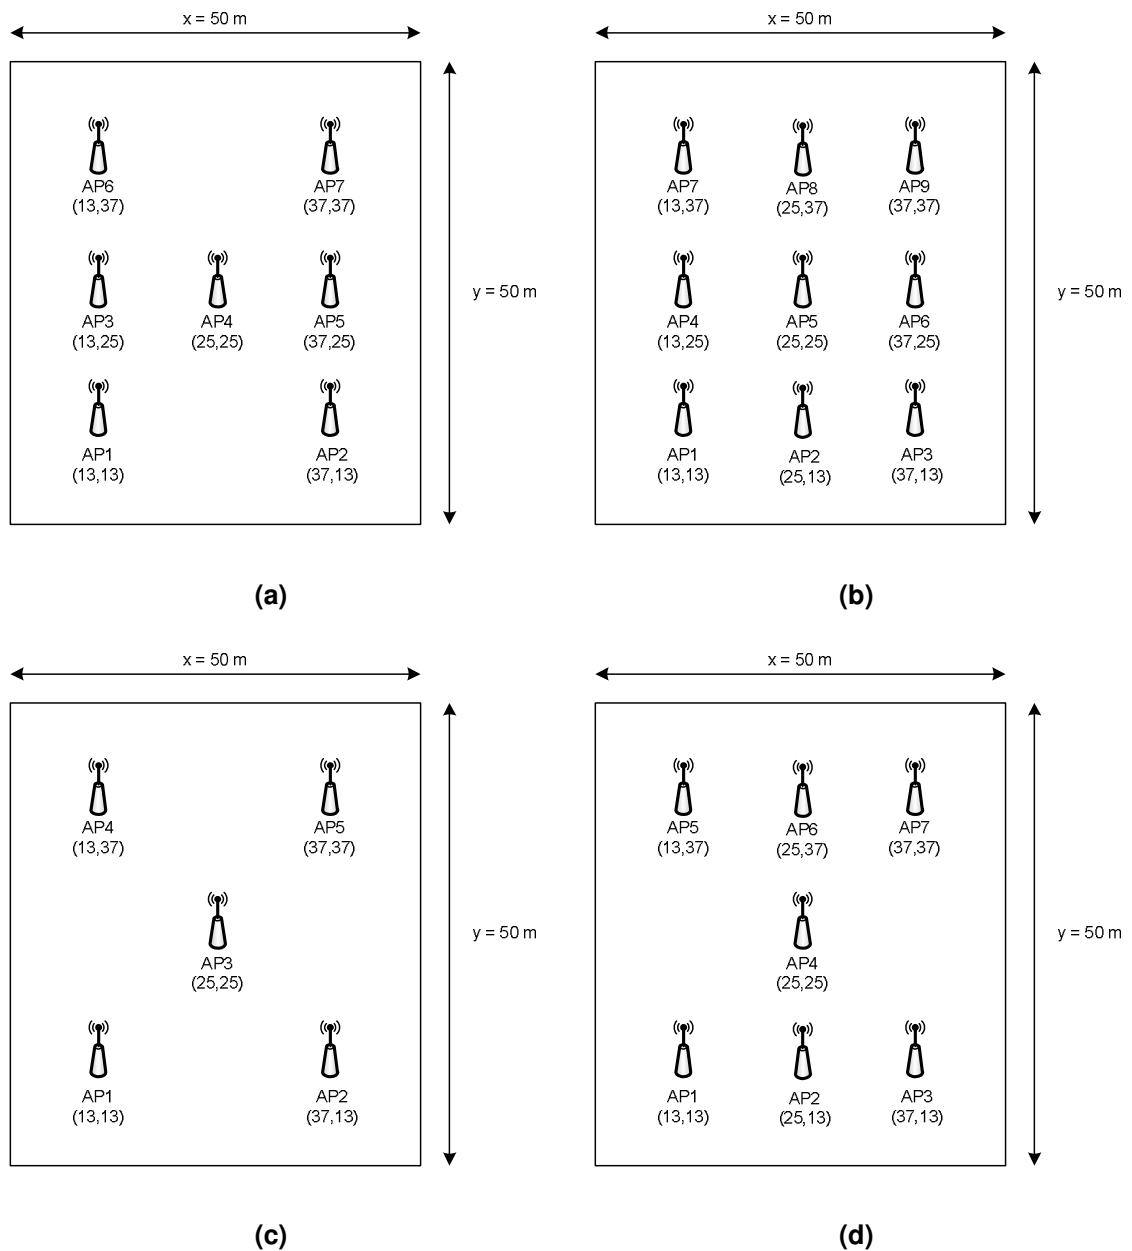 x = 50 m
x = 50 m
AP6
(13,37)
AP7
(37,37)
AP3
(13,25)
AP4
(25,25)
AP5
(37,25)
AP1
(13,13)
AP2
(37,13)
y = 50 m
(a)
AP7
(13,37)
AP8
(25,37)
AP9
(37,37)
AP4
(13,25)
AP5
(25,25)
AP6
(37,25)
AP1
(13,13)
AP2
(25,13)
AP3
(37,13)
y = 50 m
(b)
x = 50 m
x = 50 m
AP4
(13,37)
AP5
(37,37)
AP3
(25,25)
AP1
(13,13)
AP2
(37,13)
y = 50 m
(c)
AP5
(13,37)
AP6
(25,37)
AP7
(37,37)
AP4
(25,25)
AP1
(13,13)
AP2
(25,13)
AP3
(37,13)
y = 50 m
(d)